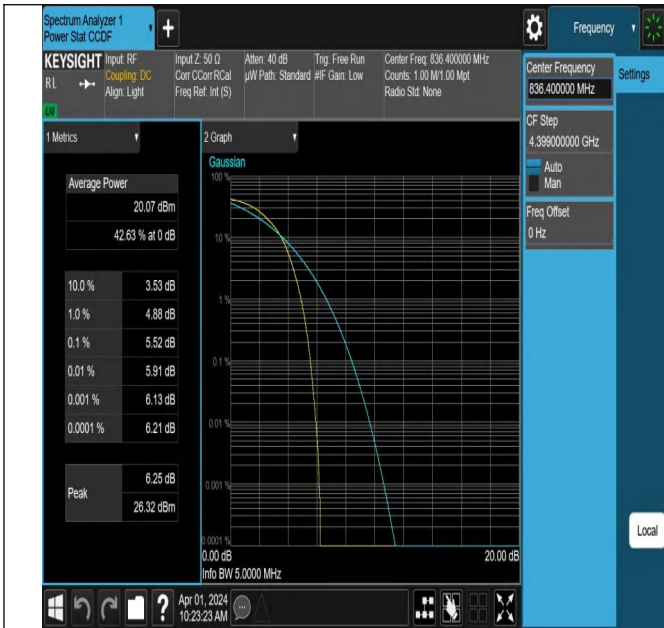 Spectrum Analyzer 1
Power Stat CCDF
+
Frequency
KEYSIGHT
RL
LXI
Input: RF
Coupling: DC
Align: Light
Input Z: 50 Ω
Corr CCorr RCal
Freq Ref: Int (S)
Atten: 40 dB
µW Path: Standard
Trig: Free Run
#IF Gain: Low
Center Freq: 836.400000 MHz
Counts: 1.00 M/1.00 Mpt
Radio Std: None
Center Frequency
836.400000 MHz
Settings
CF Step
4.399000000 GHz
Auto
Man
Freq Offset
0 Hz
Local
1 Metrics
Average Power
20.07 dBm
42.63 % at 0 dB
10.0 % 3.53 dB
1.0 % 4.88 dB
0.1 % 5.52 dB
0.01 % 5.91 dB
0.001 % 6.13 dB
0.0001 % 6.21 dB
Peak
6.25 dB
26.32 dBm
2 Graph
Gaussian
100 %
10 %
1 %
0.1 %
0.01 %
0.001 %
0.0001 %
0.00 dB 20.00 dB
Info BW 5.0000 MHz
?
Apr 01, 2024
10:23:23 AM